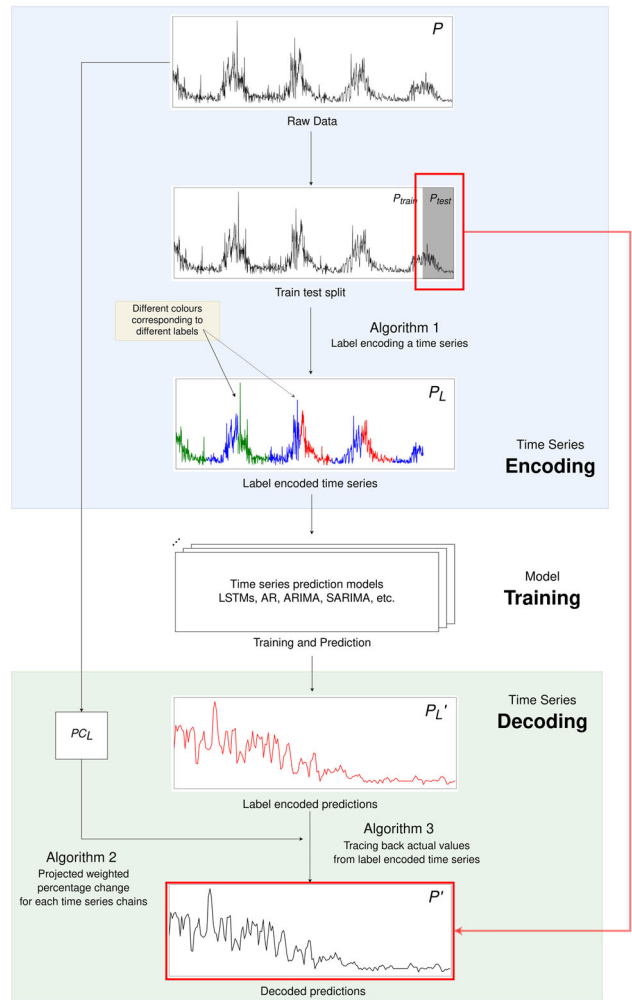 P
Raw Data
P_train
P_test
Train test split
Different colours
corresponding to
different labels
Algorithm 1
Label encoding a time series
P_L
Label encoded time series
Time Series
Encoding
Time series prediction models
LSTMs, AR, ARIMA, SARIMA, etc.
Training and Prediction
Model
Training
Time Series
Decoding
P_L'
Label encoded predictions
PC_L
Algorithm 2
Projected weighted
percentage change
for each time series chains
Algorithm 3
Tracing back actual values
from label encoded time series
P'
Decoded predictions